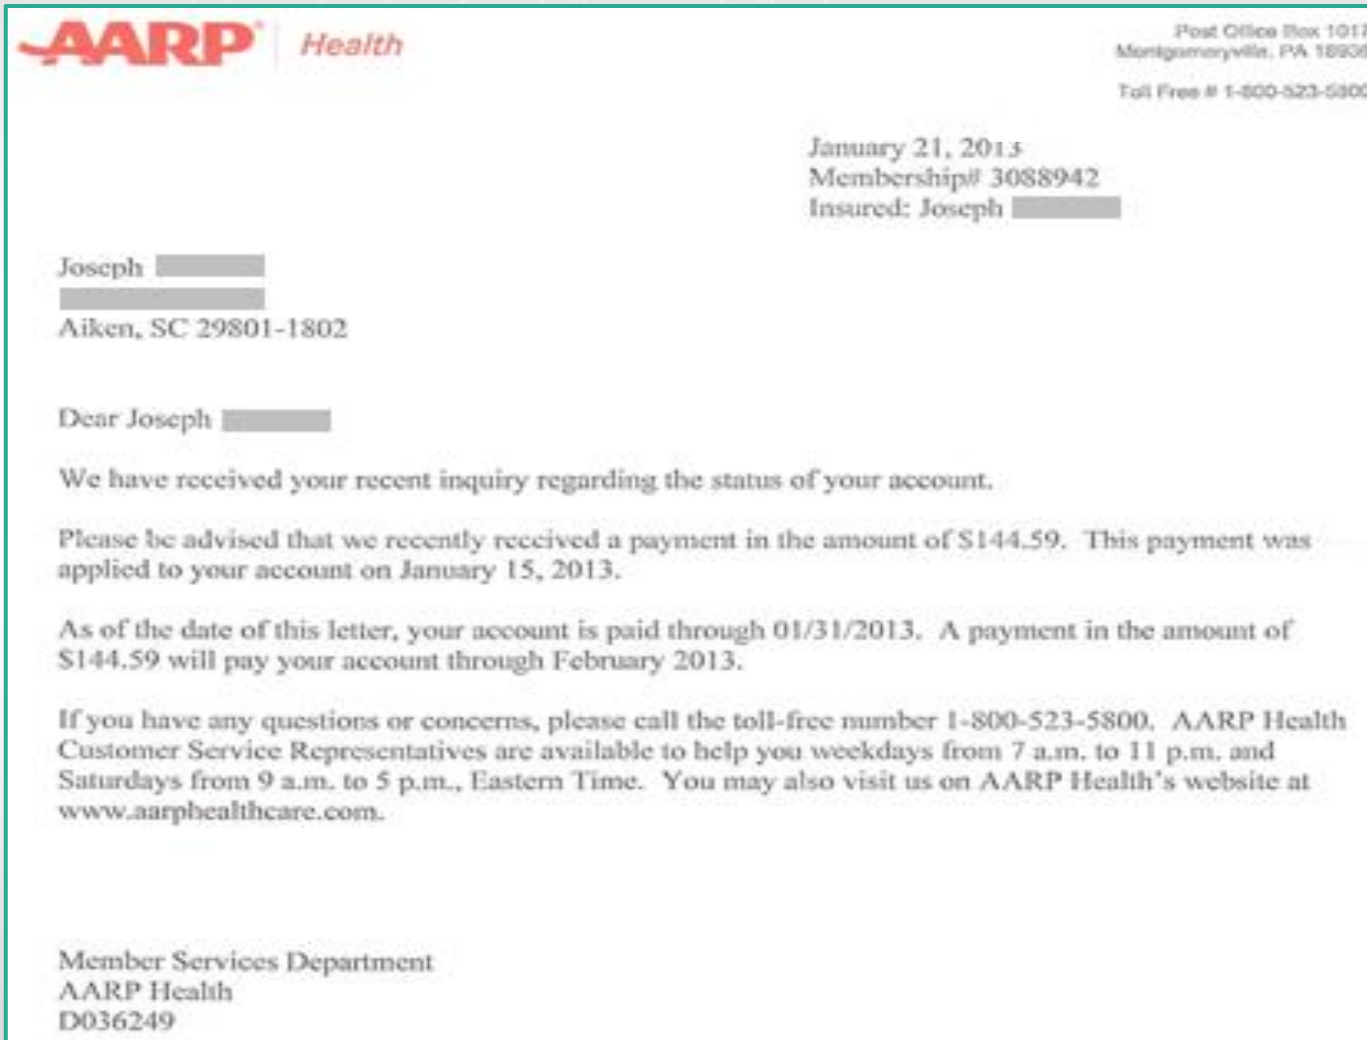 AARP® Health
Post Office Box 1017
Montgomeryville, PA 18936
Toll Free # 1-800-523-5800
January 21, 2013
Membership# 3088942
Insured: Joseph
Joseph
Aiken, SC 29801-1802
Dear Joseph
We have received your recent inquiry regarding the status of your account.
Please be advised that we recently received a payment in the amount of $144.59. This payment was
applied to your account on January 15, 2013.
As of the date of this letter, your account is paid through 01/31/2013. A payment in the amount of
$144.59 will pay your account through February 2013.
If you have any questions or concerns, please call the toll-free number 1-800-523-5800. AARP Health
Customer Service Representatives are available to help you weekdays from 7 a.m. to 11 p.m. and
Saturdays from 9 a.m. to 5 p.m., Eastern Time. You may also visit us on AARP Health's website at
www.aarphealthcare.com.
Member Services Department
AARP Health
D036249